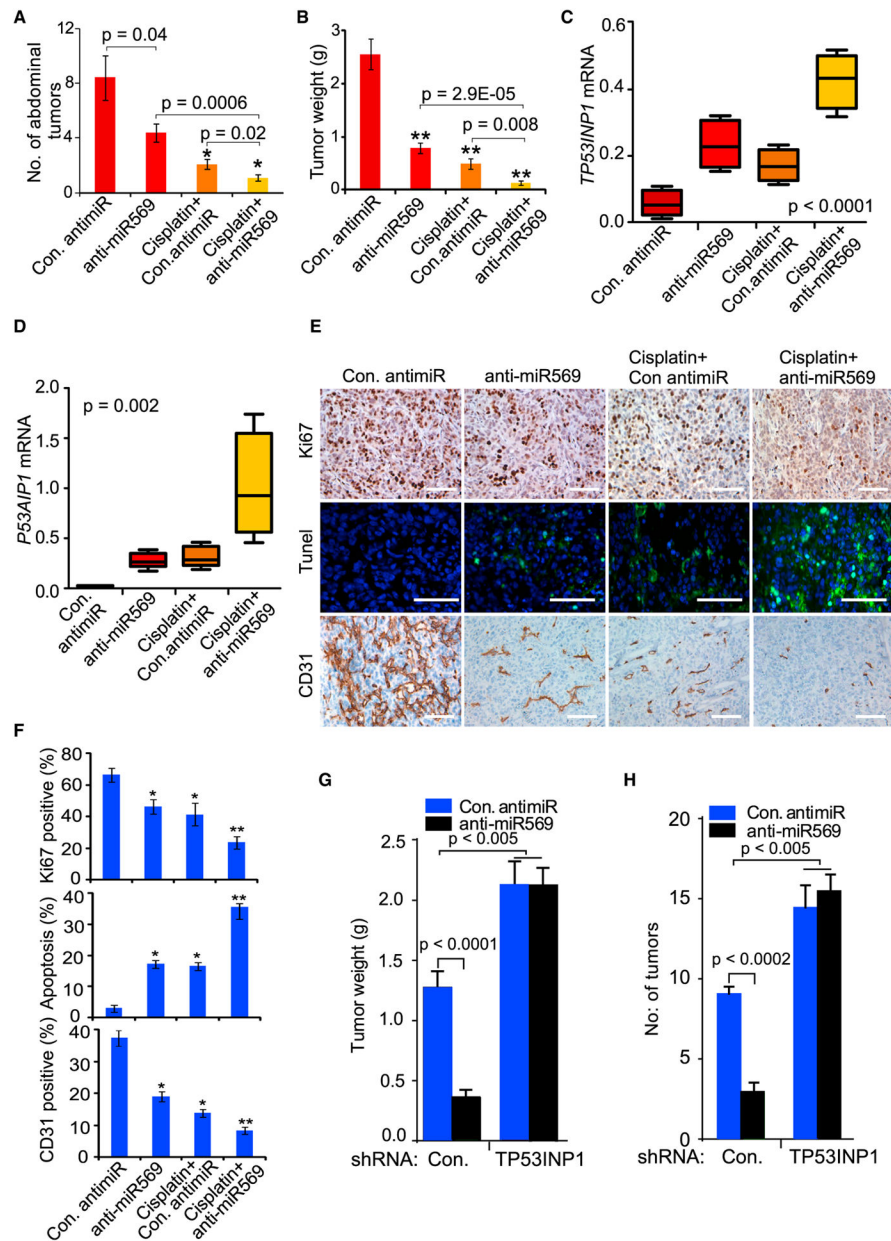 A
No. of abdominal
tumors
12
8
4
0
p = 0.04
p = 0.0006
p = 0.02
*
*
Con. antimiR
anti-miR569
Cisplatin+
Con.antimiR
Cisplatin+
anti-miR569
B
Tumor weight (g)
3.0
2.0
1.0
0.0
p = 2.9E-05
p = 0.008
**
**
**
Con. antimiR
anti-miR569
Cisplatin+
Con.antimiR
Cisplatin+
anti-miR569
C
TP53INP1 mRNA
0.4
0.2
0.0
p < 0.0001
Con. antimiR
anti-miR569
Cisplatin+
Con.antimiR
Cisplatin+
anti-miR569
D
P53AIP1 mRNA
2.0
1.5
1.0
0.5
0.0
p = 0.002
Con.
antimiR
anti-miR569
Cisplatin+
Con.antimiR
Cisplatin+
anti-miR569
E
Con. antimiR
anti-miR569
Cisplatin+
Con antimiR
Cisplatin+
anti-miR569
Ki67
Tunel
CD31
F
Ki67 positive (%)
80
60
40
20
0
*
*
**
Apoptosis (%)
40
30
20
10
0
*
*
**
CD31 positive (%)
40
30
20
10
0
*
*
**
Con. antimiR
anti-miR569
Cisplatin+
Con. antimiR
Cisplatin+
anti-miR569
G
Con. antimiR
anti-miR569
Tumor weight (g)
2.5
2.0
1.5
1.0
0.5
0.0
p < 0.005
p < 0.0001
shRNA: Con. TP53INP1
H
Con. antimiR
anti-miR569
No: of tumors
20
15
10
5
0
p < 0.005
p < 0.0002
shRNA: Con. TP53INP1